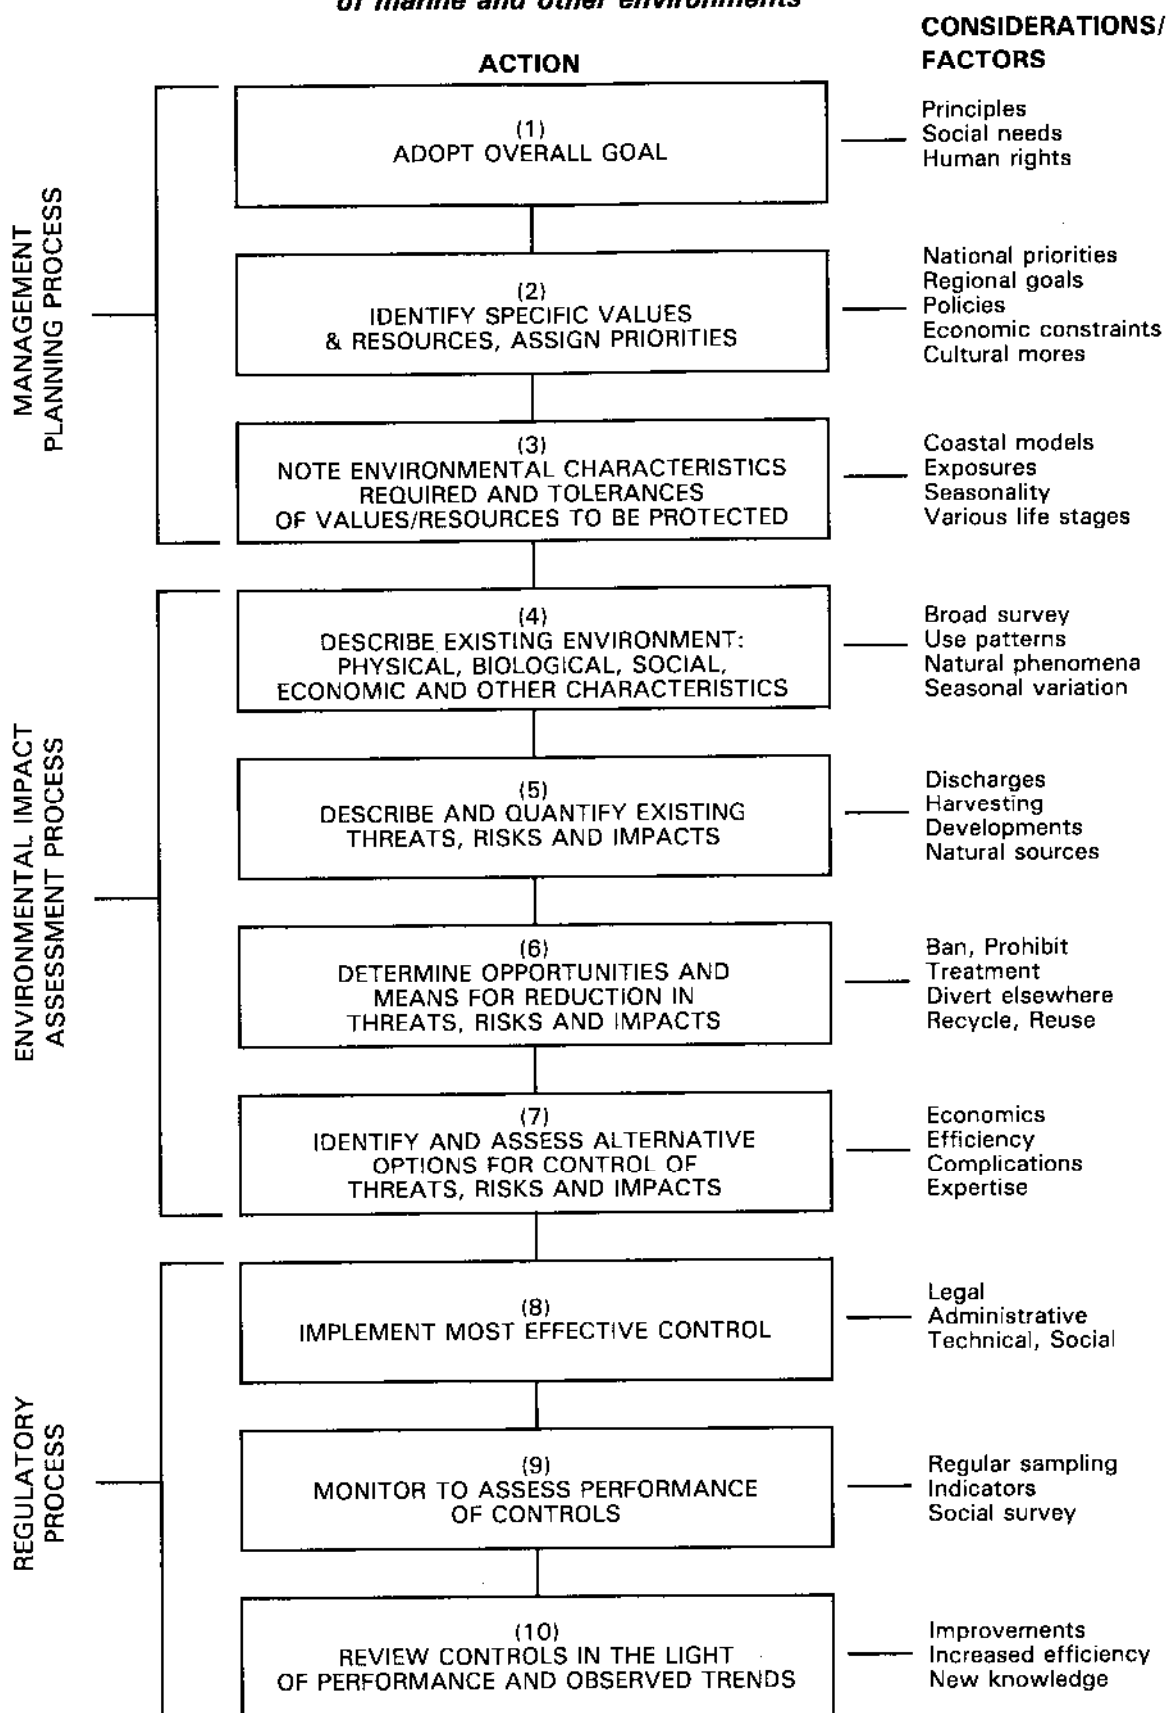 of marine and other environments
CONSIDERATIONS/
FACTORS
ACTION
MANAGEMENT
PLANNING PROCESS
(1)
ADOPT OVERALL GOAL
Principles
Social needs
Human rights
(2)
IDENTIFY SPECIFIC VALUES
& RESOURCES, ASSIGN PRIORITIES
National priorities
Regional goals
Policies
Economic constraints
Cultural mores
(3)
NOTE ENVIRONMENTAL CHARACTERISTICS
REQUIRED AND TOLERANCES
OF VALUES/RESOURCES TO BE PROTECTED
Coastal models
Exposures
Seasonality
Various life stages
ENVIRONMENTAL IMPACT
ASSESSMENT PROCESS
(4)
DESCRIBE EXISTING ENVIRONMENT:
PHYSICAL, BIOLOGICAL, SOCIAL,
ECONOMIC AND OTHER CHARACTERISTICS
Broad survey
Use patterns
Natural phenomena
Seasonal variation
(5)
DESCRIBE AND QUANTIFY EXISTING
THREATS, RISKS AND IMPACTS
Discharges
Harvesting
Developments
Natural sources
(6)
DETERMINE OPPORTUNITIES AND
MEANS FOR REDUCTION IN
THREATS, RISKS AND IMPACTS
Ban, Prohibit
Treatment
Divert elsewhere
Recycle, Reuse
(7)
IDENTIFY AND ASSESS ALTERNATIVE
OPTIONS FOR CONTROL OF
THREATS, RISKS AND IMPACTS
Economics
Efficiency
Complications
Expertise
REGULATORY
PROCESS
(8)
IMPLEMENT MOST EFFECTIVE CONTROL
Legal
Administrative
Technical, Social
(9)
MONITOR TO ASSESS PERFORMANCE
OF CONTROLS
Regular sampling
Indicators
Social survey
(10)
REVIEW CONTROLS IN THE LIGHT
OF PERFORMANCE AND OBSERVED TRENDS
Improvements
Increased efficiency
New knowledge